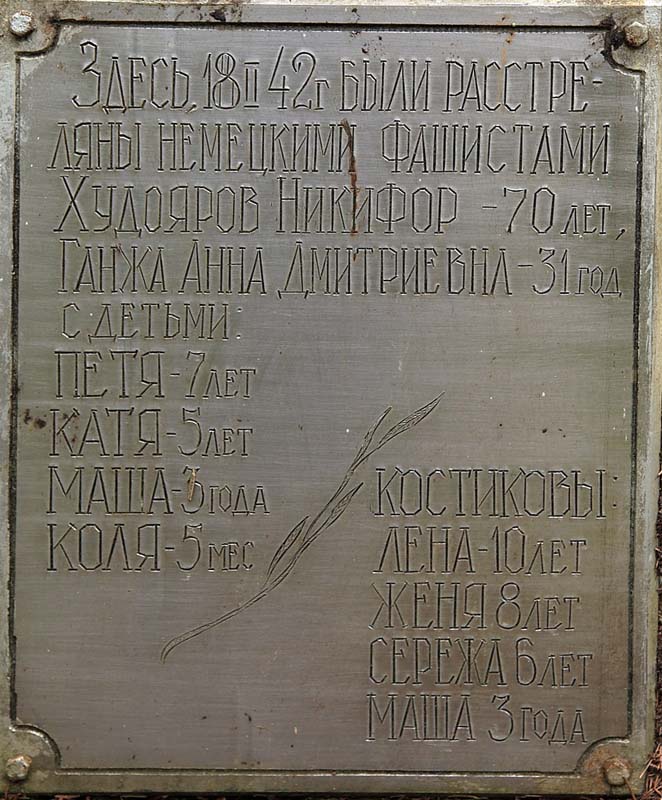 Здесь, 18 II 42г были расстре-
ляны немецкими фашистами
Худояров Никифор - 70 лет,
Ганжа Анна Дмитриевна - 31 год
с детьми:
Петя - 7 лет
Катя - 5 лет
Маша - 3 года
Коля - 5 мес
Костиковы:
Лена - 10 лет
Женя 8 лет
Сережа 6 лет
Маша 3 года